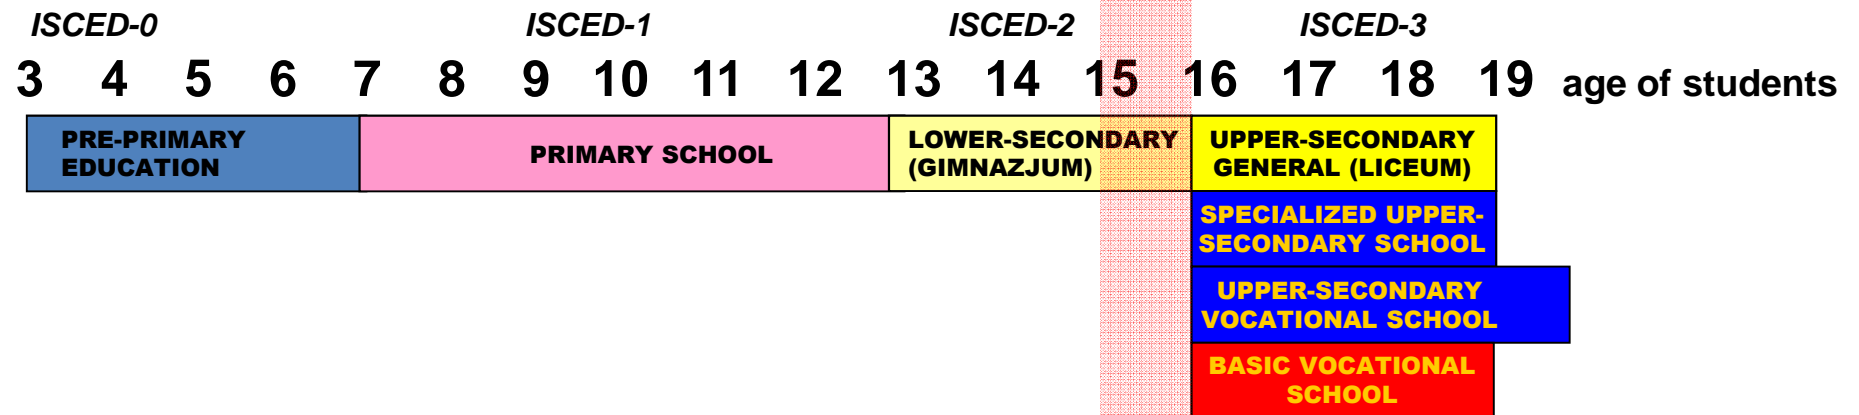 ISCED-0 ISCED-1 ISCED-2 ISCED-3
3 4 5 6 7 8 9 10 11 12 13 14 15 16 17 18 19 age of students
PRE-PRIMARY
EDUCATION
PRIMARY SCHOOL
LOWER-SECONDARY
(GIMNAZJUM)
UPPER-SECONDARY
GENERAL (LICEUM)
SPECIALIZED UPPER-
SECONDARY SCHOOL
UPPER-SECONDARY
VOCATIONAL SCHOOL
BASIC VOCATIONAL
SCHOOL